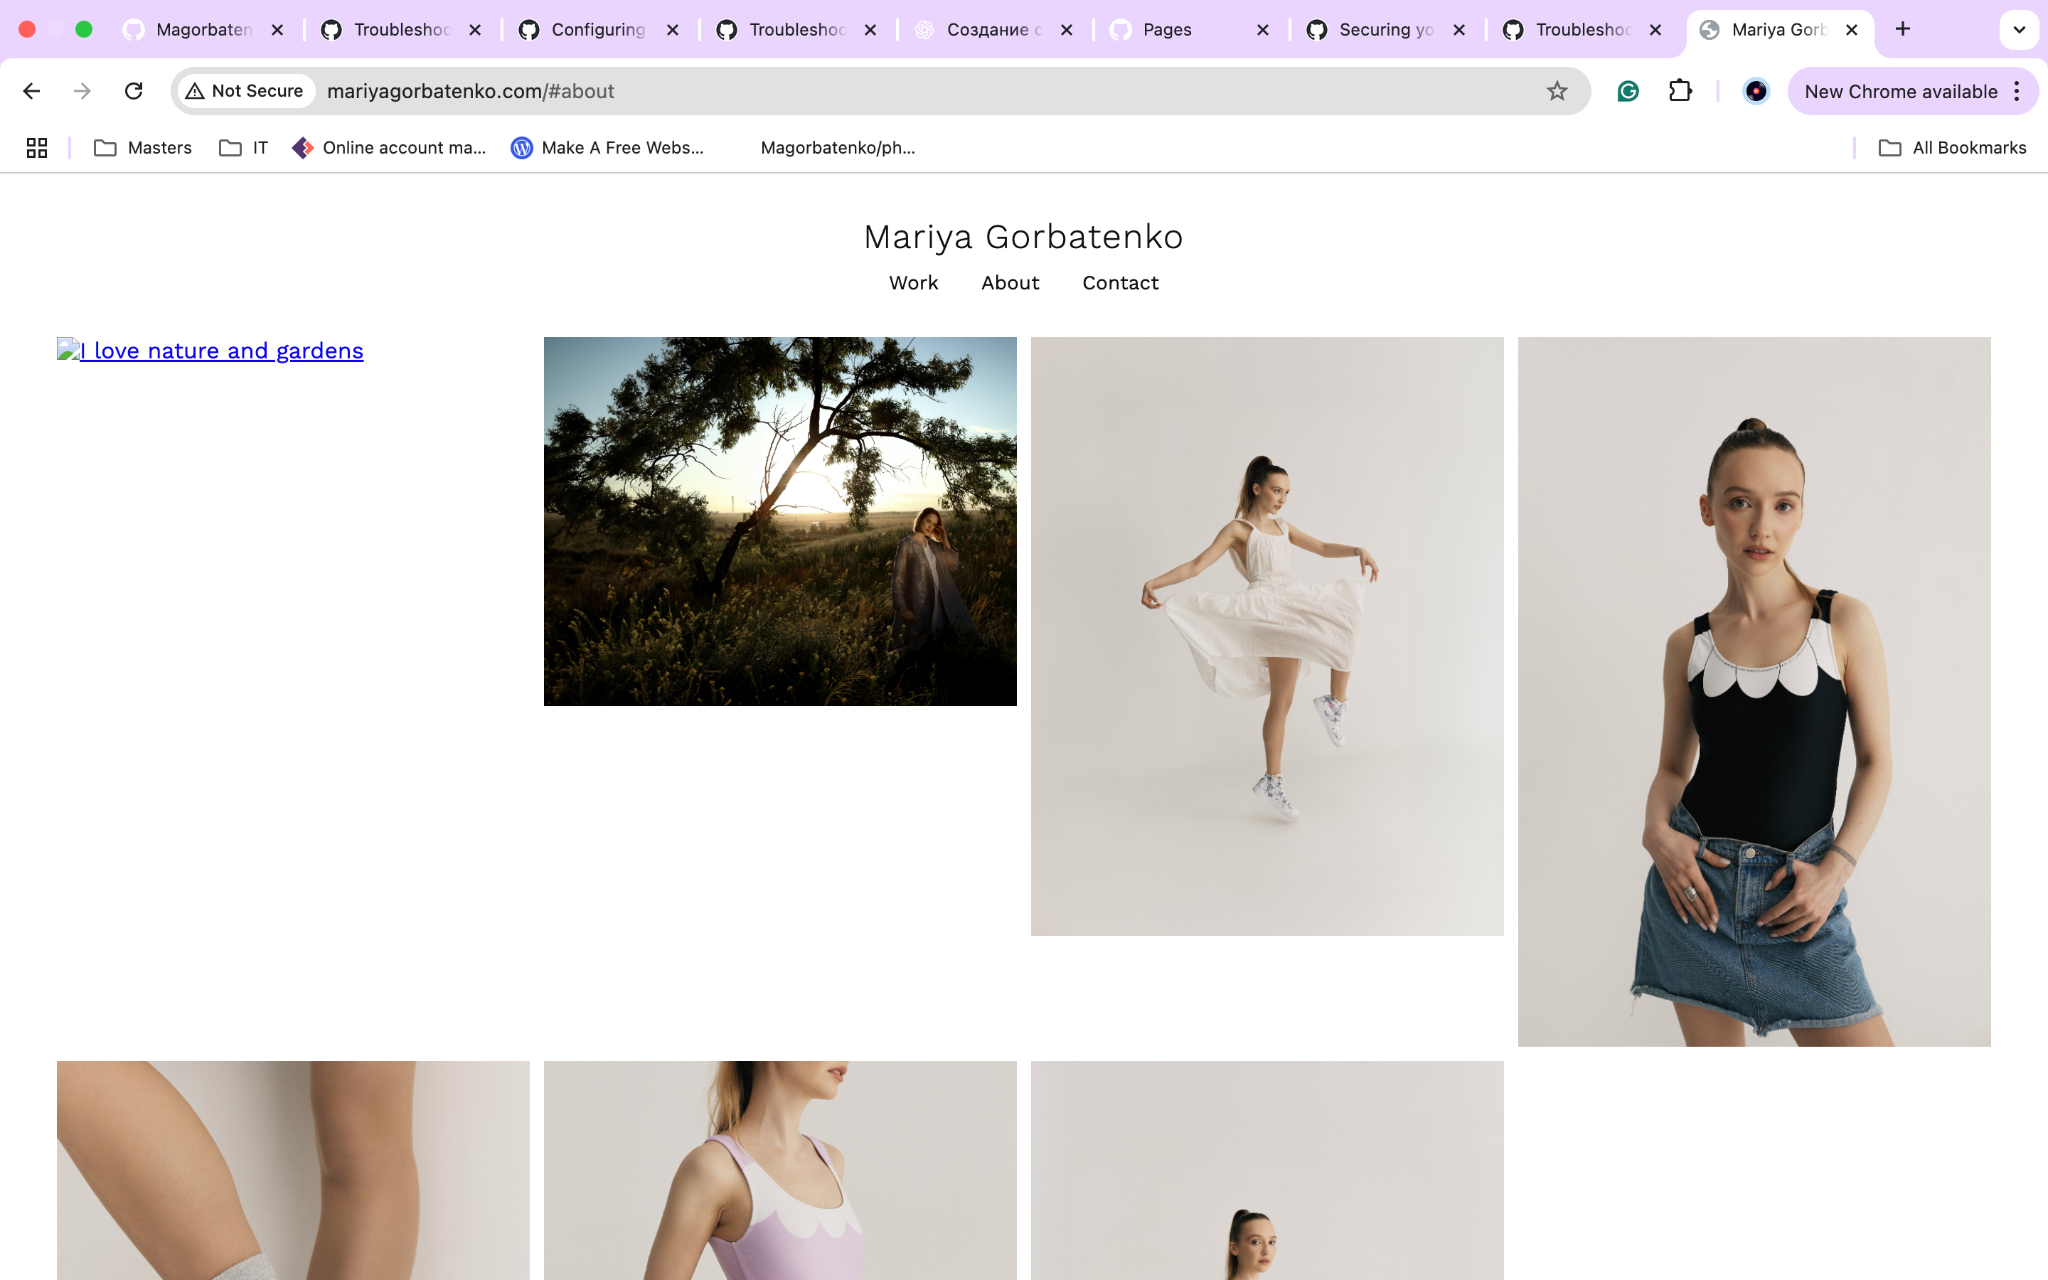 Magorbaten
Troubleshoo
Configuring
Troubleshoo
Создание с
Pages
Securing yo
Troubleshoo
Mariya Gorb
Not Secure
mariyagorbatenko.com/#about
New Chrome available
Masters
IT
Online account ma...
Make A Free Webs...
Magorbatenko/ph...
All Bookmarks
Mariya Gorbatenko
Work About Contact
I love nature and gardens